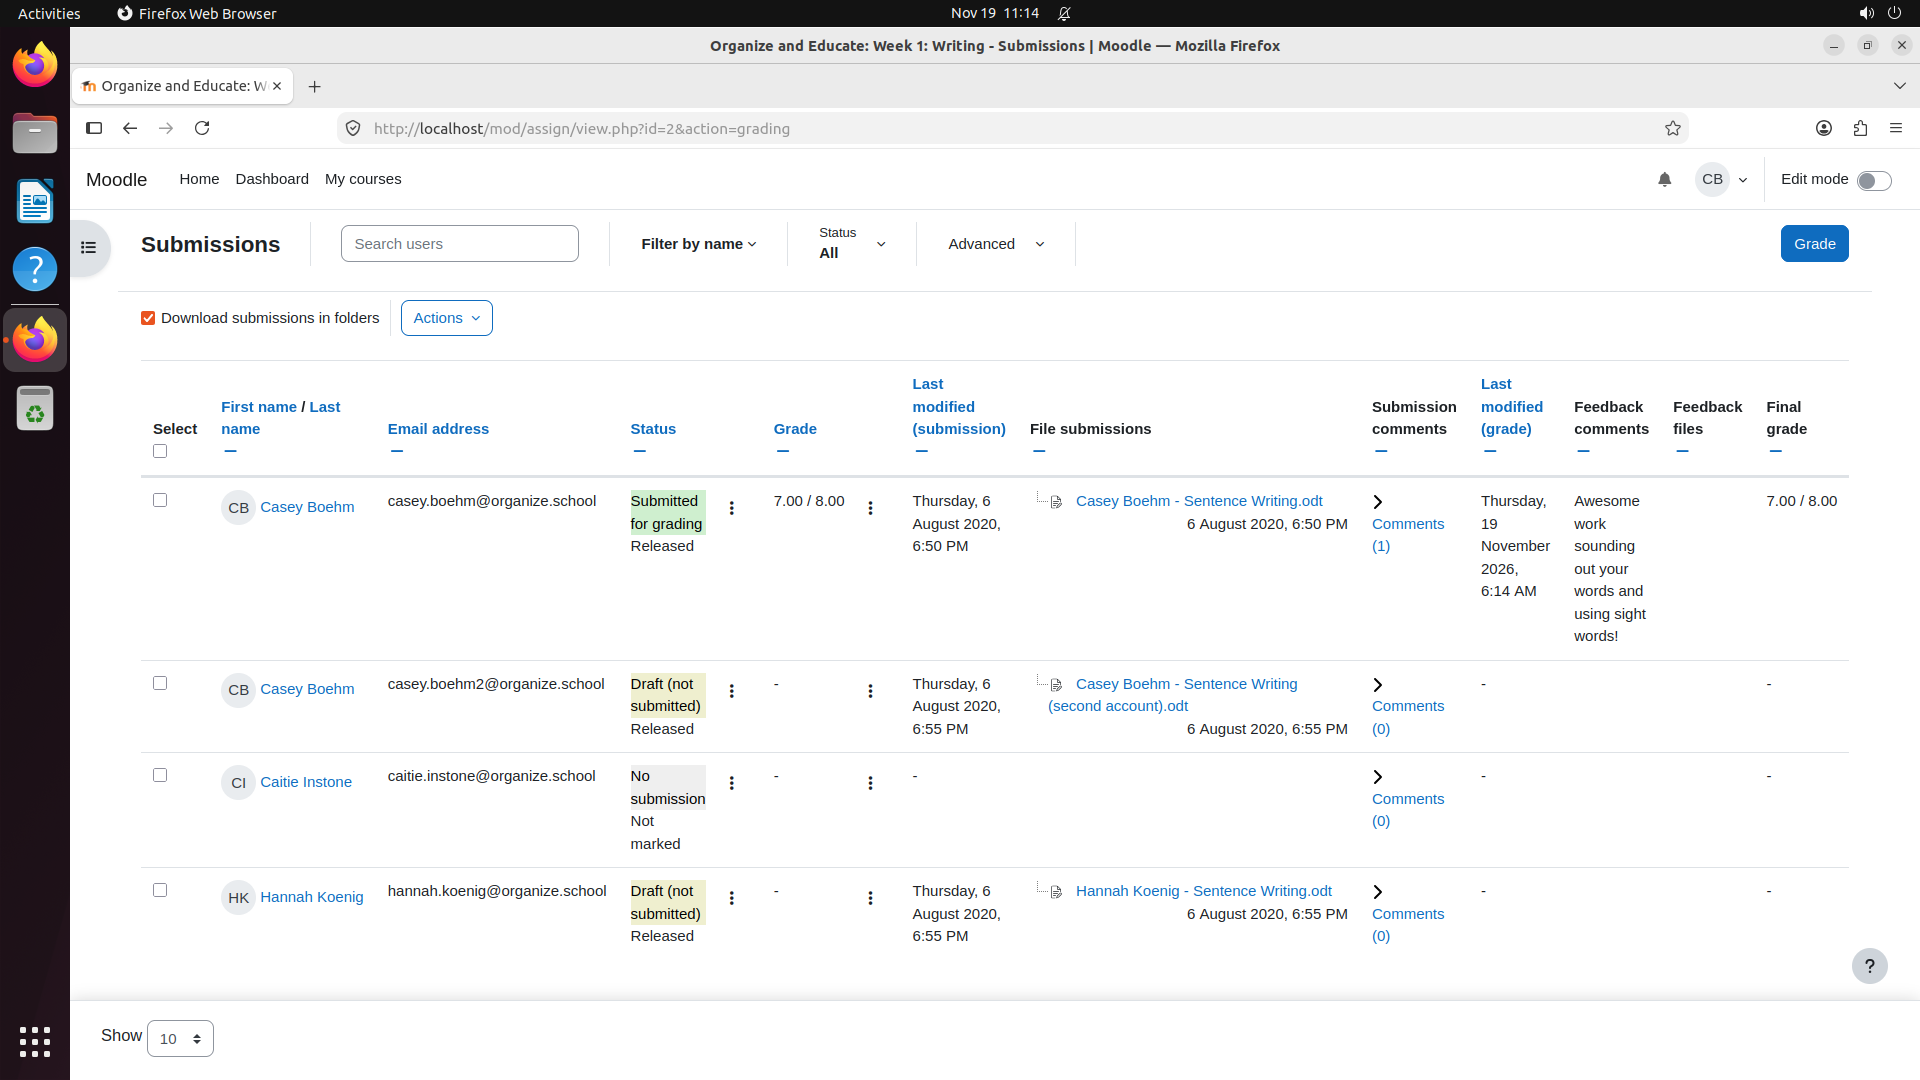 Activities
Firefox Web Browser
Nov 19 11:14
Organize and Educate: Week 1: Writing - Submissions | Moodle — Mozilla Firefox
Organize and Educate: W
http://localhost/mod/assign/view.php?id=2&action=grading
Moodle
Home
Dashboard
My courses
CB
Edit mode
Submissions
Search users
Filter by name
Status
All
Advanced
Grade
Download submissions in folders
Actions
Select
First name / Last name
Email address
Status
Grade
Last modified (submission)
File submissions
Submission comments
Last modified (grade)
Feedback comments
Feedback files
Final grade
CB Casey Boehm
casey.boehm@organize.school
Submitted for grading
Released
7.00 / 8.00
Thursday, 6 August 2020, 6:50 PM
Casey Boehm - Sentence Writing.odt
6 August 2020, 6:50 PM
Comments (1)
Thursday, 19 November 2026, 6:14 AM
Awesome work sounding out your words and using sight words!
7.00 / 8.00
CB Casey Boehm
casey.boehm2@organize.school
Draft (not submitted)
Released
-
Thursday, 6 August 2020, 6:55 PM
Casey Boehm - Sentence Writing (second account).odt
6 August 2020, 6:55 PM
Comments (0)
-
-
CI Caitie Instone
caitie.instone@organize.school
No submission
Not marked
-
-
Comments (0)
-
-
HK Hannah Koenig
hannah.koenig@organize.school
Draft (not submitted)
Released
-
Thursday, 6 August 2020, 6:55 PM
Hannah Koenig - Sentence Writing.odt
6 August 2020, 6:55 PM
Comments (0)
-
-
?
Show 10